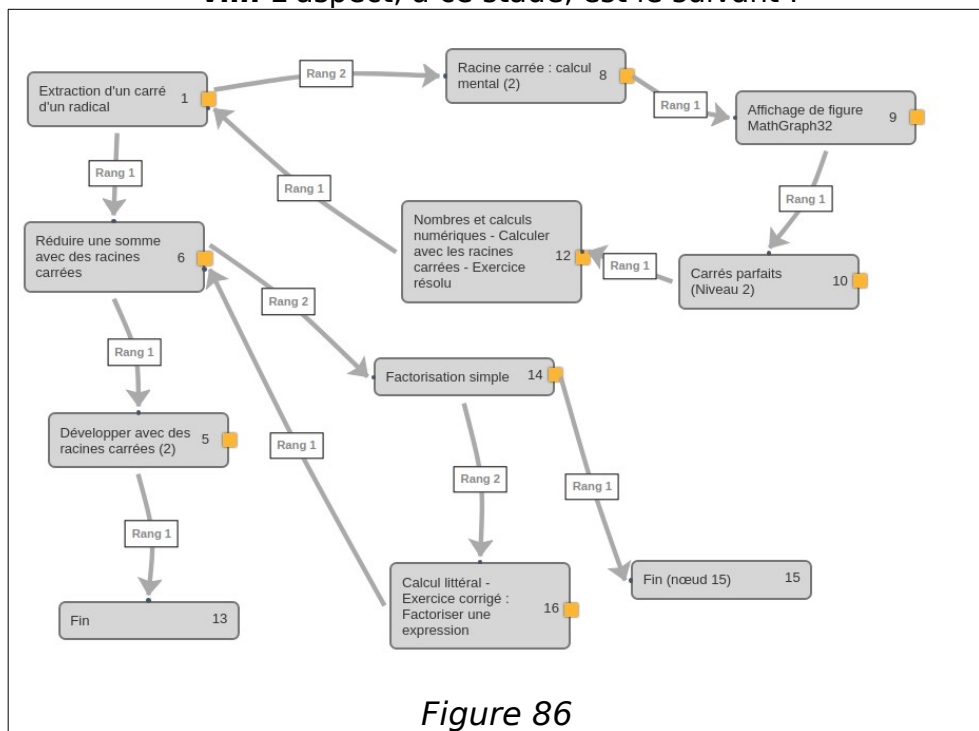 VIII. L'aspect, à ce stade, est le suivant :
Extraction d'un carré
d'un radical
1
Rang 2
Racine carrée : calcul
mental (2)
8
Rang 1
Affichage de figure
MathGraph32
9
Rang 1
Rang 1
Rang 1
Nombres et calculs
numériques - Calculer
avec les racines
carrées - Exercice
résolu
12
Rang 1
Carrés parfaits
(Niveau 2)
10
Réduire une somme
avec des racines
carrées
6
Rang 2
Rang 1
Factorisation simple
14
Développer avec des
racines carrées (2)
5
Rang 1
Rang 2
Rang 1
Rang 1
Calcul littéral -
Exercice corrigé :
Factoriser une
expression
16
Fin (nœud 15)
15
Fin
13
Figure 86